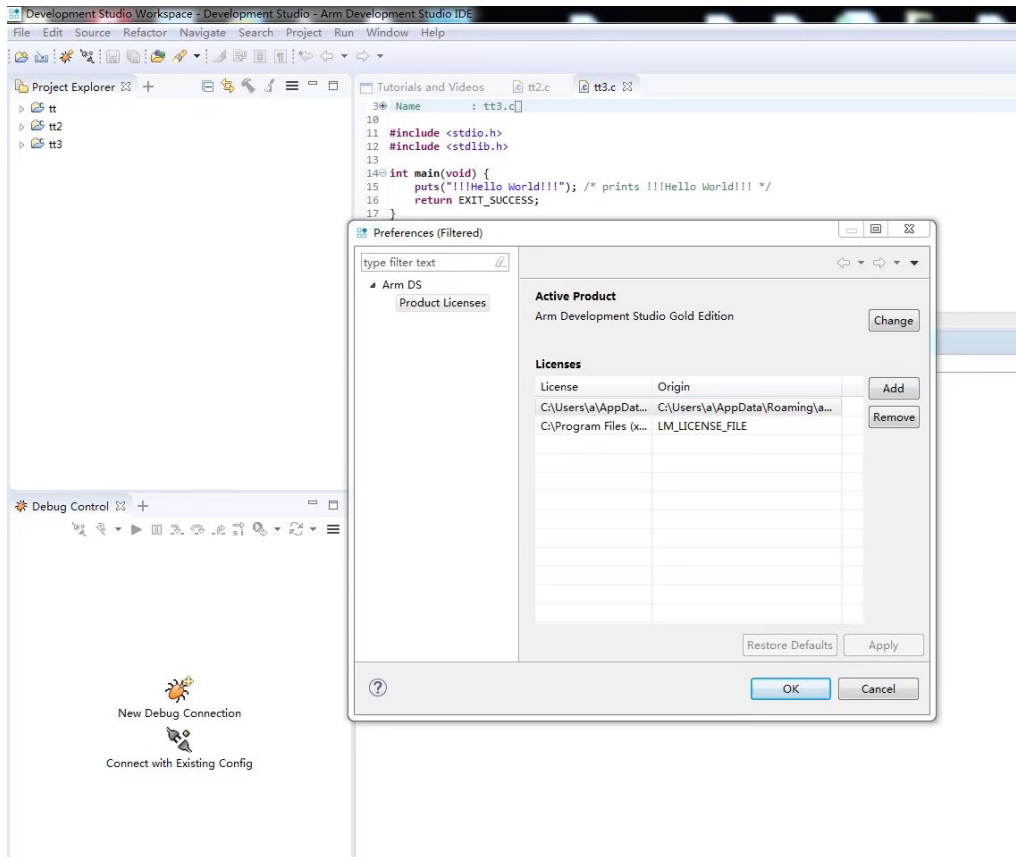 Development Studio Workspace - Development Studio - Arm Development Studio IDE
File Edit Source Refactor Navigate Search Project Run Window Help
Project Explorer
tt
tt2
tt3
Tutorials and Videos tt2.c tt3.c
3 Name : tt3.c
10
11 #include <stdio.h>
12 #include <stdlib.h>
13
14 int main(void) {
15 puts("!!!Hello World!!!"); /* prints !!!Hello World!!! */
16 return EXIT_SUCCESS;
17 }
Preferences (Filtered)
type filter text
Arm DS
Product Licenses
Active Product
Arm Development Studio Gold Edition
Change
Licenses
License Origin
Add
C:\Users\a\AppDat... C:\Users\a\AppData\Roaming\a...
Remove
C:\Program Files (x... LM_LICENSE_FILE
Restore Defaults Apply
OK Cancel
Debug Control
New Debug Connection
Connect with Existing Config